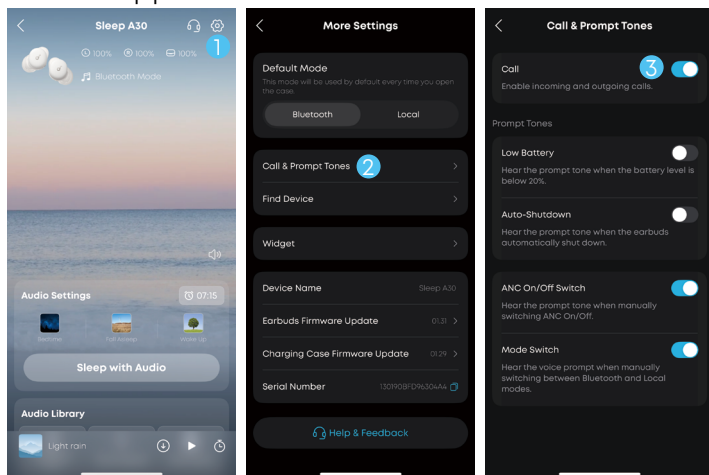 Sleep A30
1
L 100%
R 100%
100%
Bluetooth Mode
Audio Settings
07:15
Fall Asleep
Wake Up
Sleep with Audio
Audio Library
Light rain
More Settings
Default Mode
This mode will be used by default every time you open
the case.
Bluetooth
Local
Call & Prompt Tones
2
Find Device
Widget
Device Name
Sleep A30
Earbuds Firmware Update
01.31
Charging Case Firmware Update
01.29
Serial Number
130190BFD96304A4
Help & Feedback
Call & Prompt Tones
Call
3
Enable incoming and outgoing calls.
Prompt Tones
Low Battery
Hear the prompt tone when the battery level is
below 20%.
Auto-Shutdown
Hear the prompt tone when the earbuds
automatically shut down.
ANC On/Off Switch
Hear the prompt tone when manually
switching ANC On/Off.
Mode Switch
Hear the voice prompt when manually
switching between Bluetooth and Local
modes.